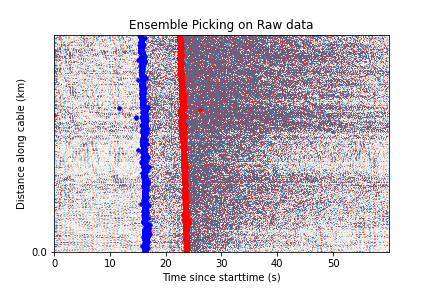 Ensemble Picking on Raw data
Distance along cable (km)
0.0
0 10 20 30 40 50
Time since starttime (s)